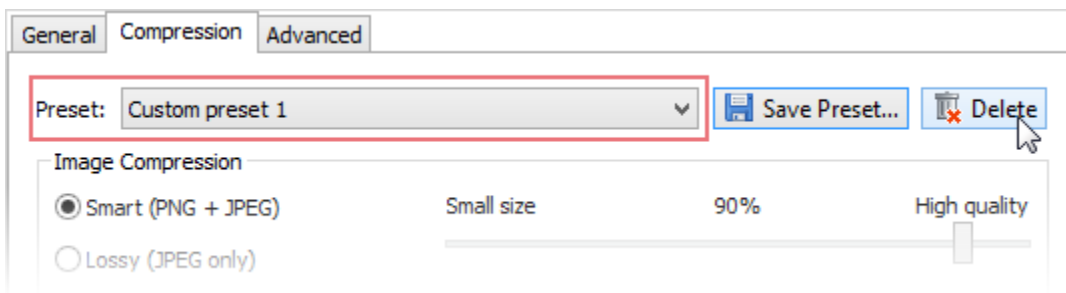 General Compression Advanced
Preset: Custom preset 1 Save Preset... Delete
Image Compression
Smart (PNG + JPEG) Small size 90% High quality
Lossy (JPEG only)